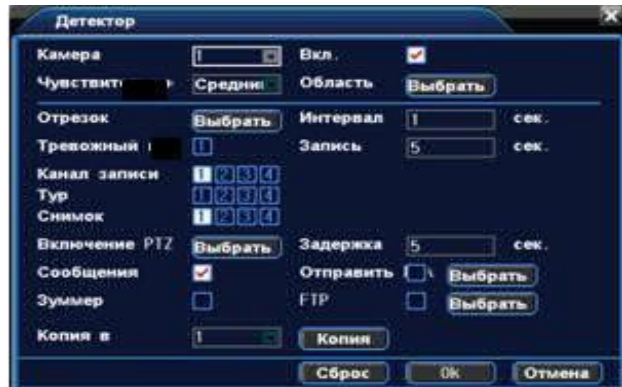 Детектор
Камера 1 Вкл.
Средни Область Выбрать
Отрезок Выбрать Интервал 1 сек.
Тревожный 1 Запись 5 сек.
Канал записи 1 2 3 4
Тур 1 2 3 4
Снимок 1 2 3 4
Включение PTZ Выбрать Задержка 5 сек.
Сообщения Отправить Выбрать
Зуммер FTP Выбрать
Копия в 1 Копия
Сброс Ok Отмена